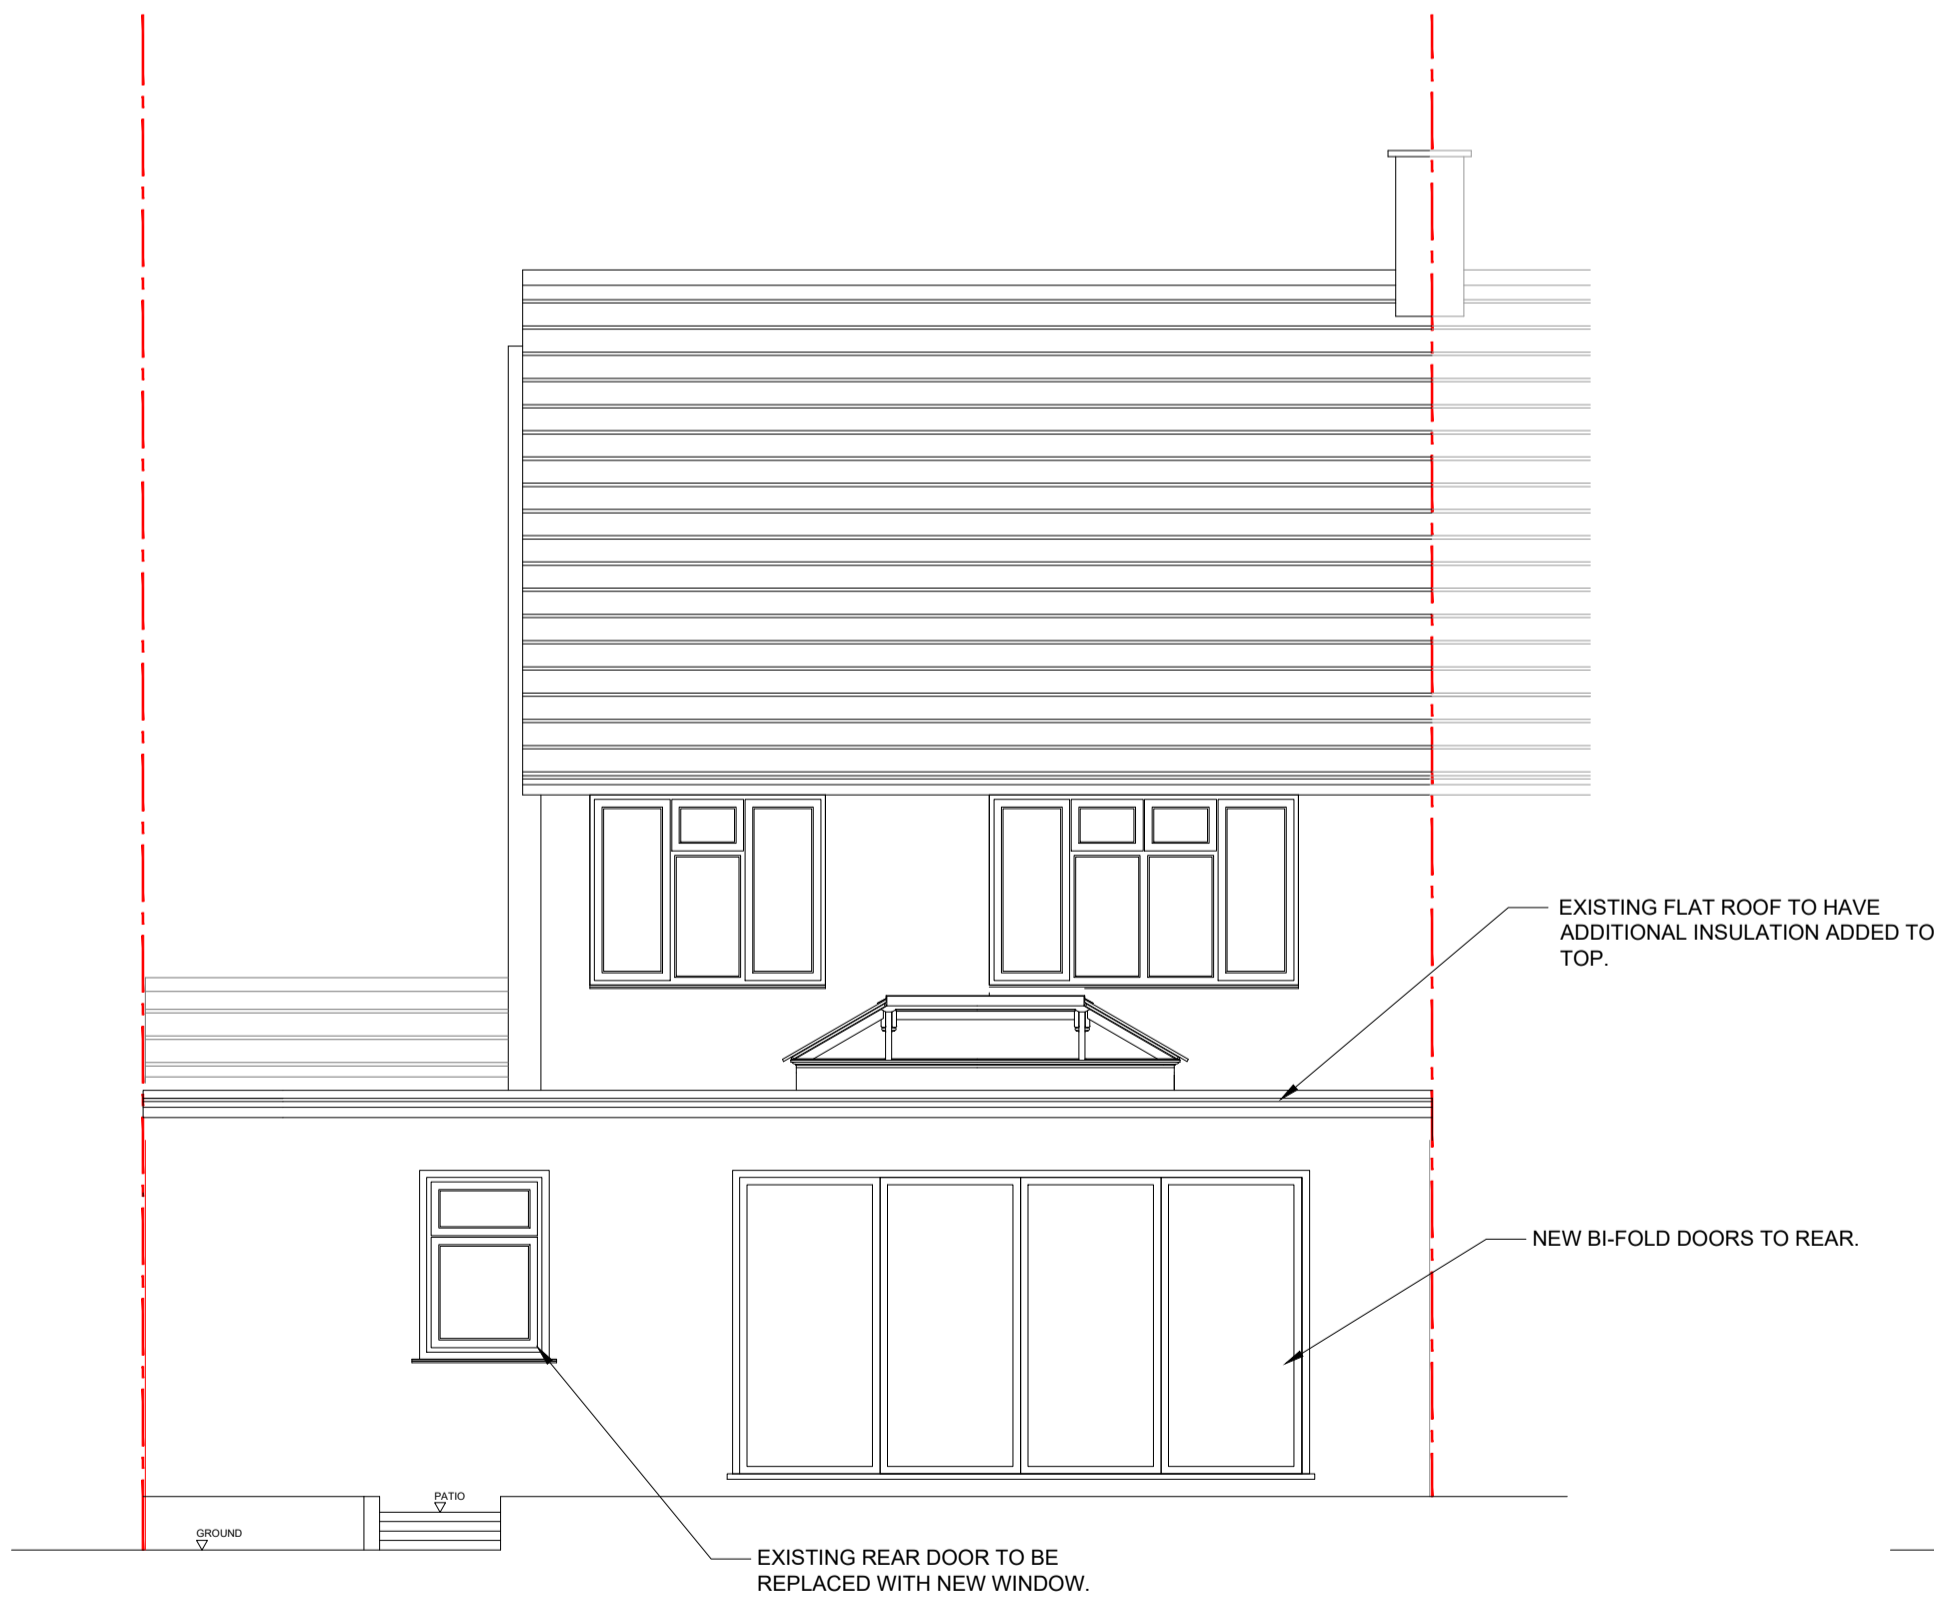 EXISTING FLAT ROOF TO HAVE
ADDITIONAL INSULATION ADDED TO
TOP.
NEW BI-FOLD DOORS TO REAR.
PATIO
GROUND
EXISTING REAR DOOR TO BE
REPLACED WITH NEW WINDOW.